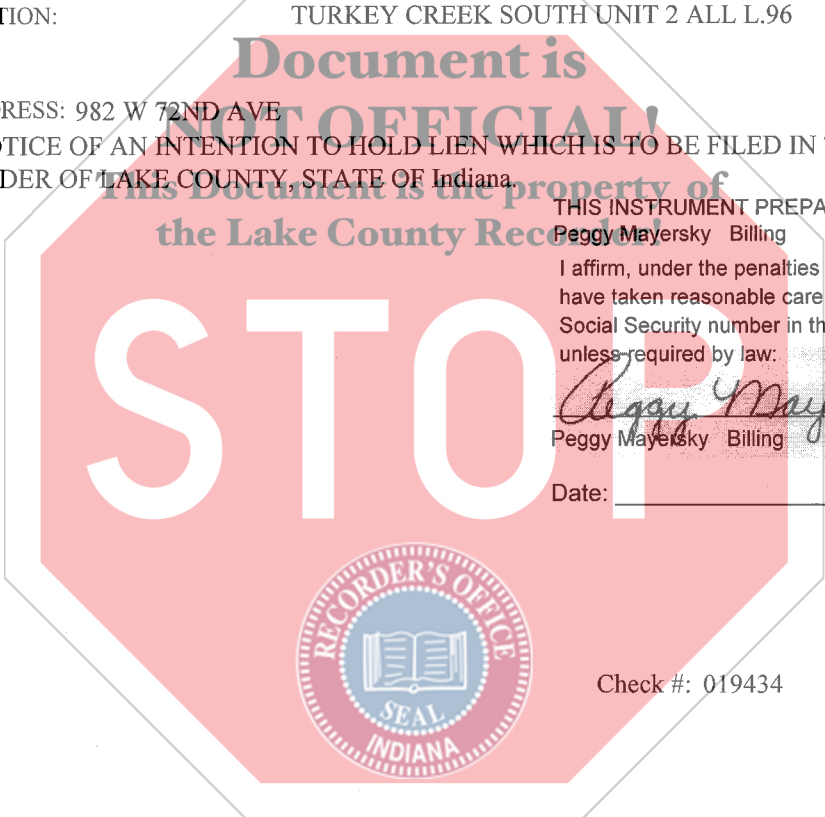 TION: TURKEY CREEK SOUTH UNIT 2 ALL L.96
Document is
RESS: 982 W 72ND AVE
NOT OFFICIAL!
OTICE OF AN INTENTION TO HOLD LIEN WHICH IS TO BE FILED IN
DER OF LAKE COUNTY, STATE OF Indiana.
This Document is the property of
the Lake County Recorder!
THIS INSTRUMENT PREPA
Peggy Mayersky Billing
I affirm, under the penalties
have taken reasonable care
Social Security number in th
unless required by law:
Peggy May
Peggy Mayersky Billing
Date:
STOP
RECORDER'S OFFICE
SEAL
INDIANA
Check #: 019434